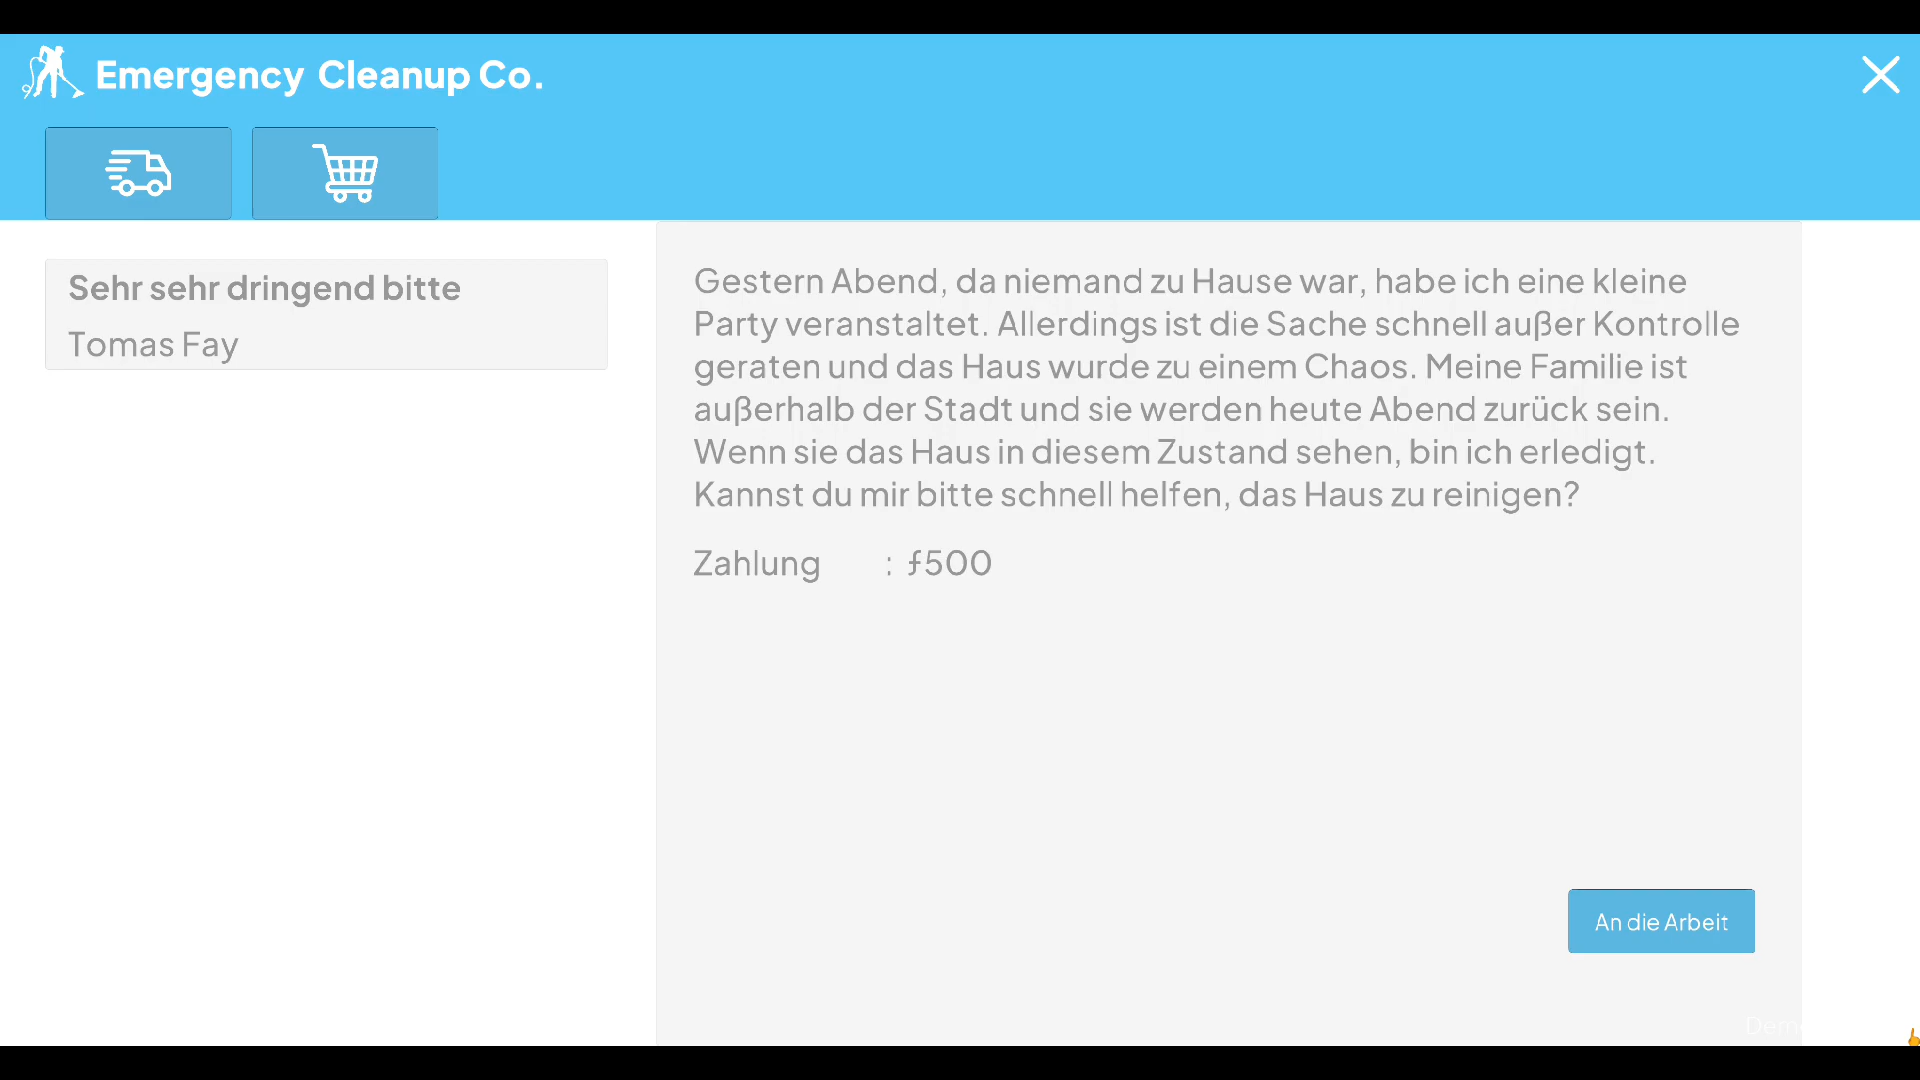 Emergency Cleanup Co.
Sehr sehr dringend bitte
Tomas Fay
Gestern Abend, da niemand zu Hause war, habe ich eine kleine
Party veranstaltet. Allerdings ist die Sache schnell außer Kontrolle
geraten und das Haus wurde zu einem Chaos. Meine Familie ist
außerhalb der Stadt und sie werden heute Abend zurück sein.
Wenn sie das Haus in diesem Zustand sehen, bin ich erledigt.
Kannst du mir bitte schnell helfen, das Haus zu reinigen?
Zahlung : ƒ500
An die Arbeit